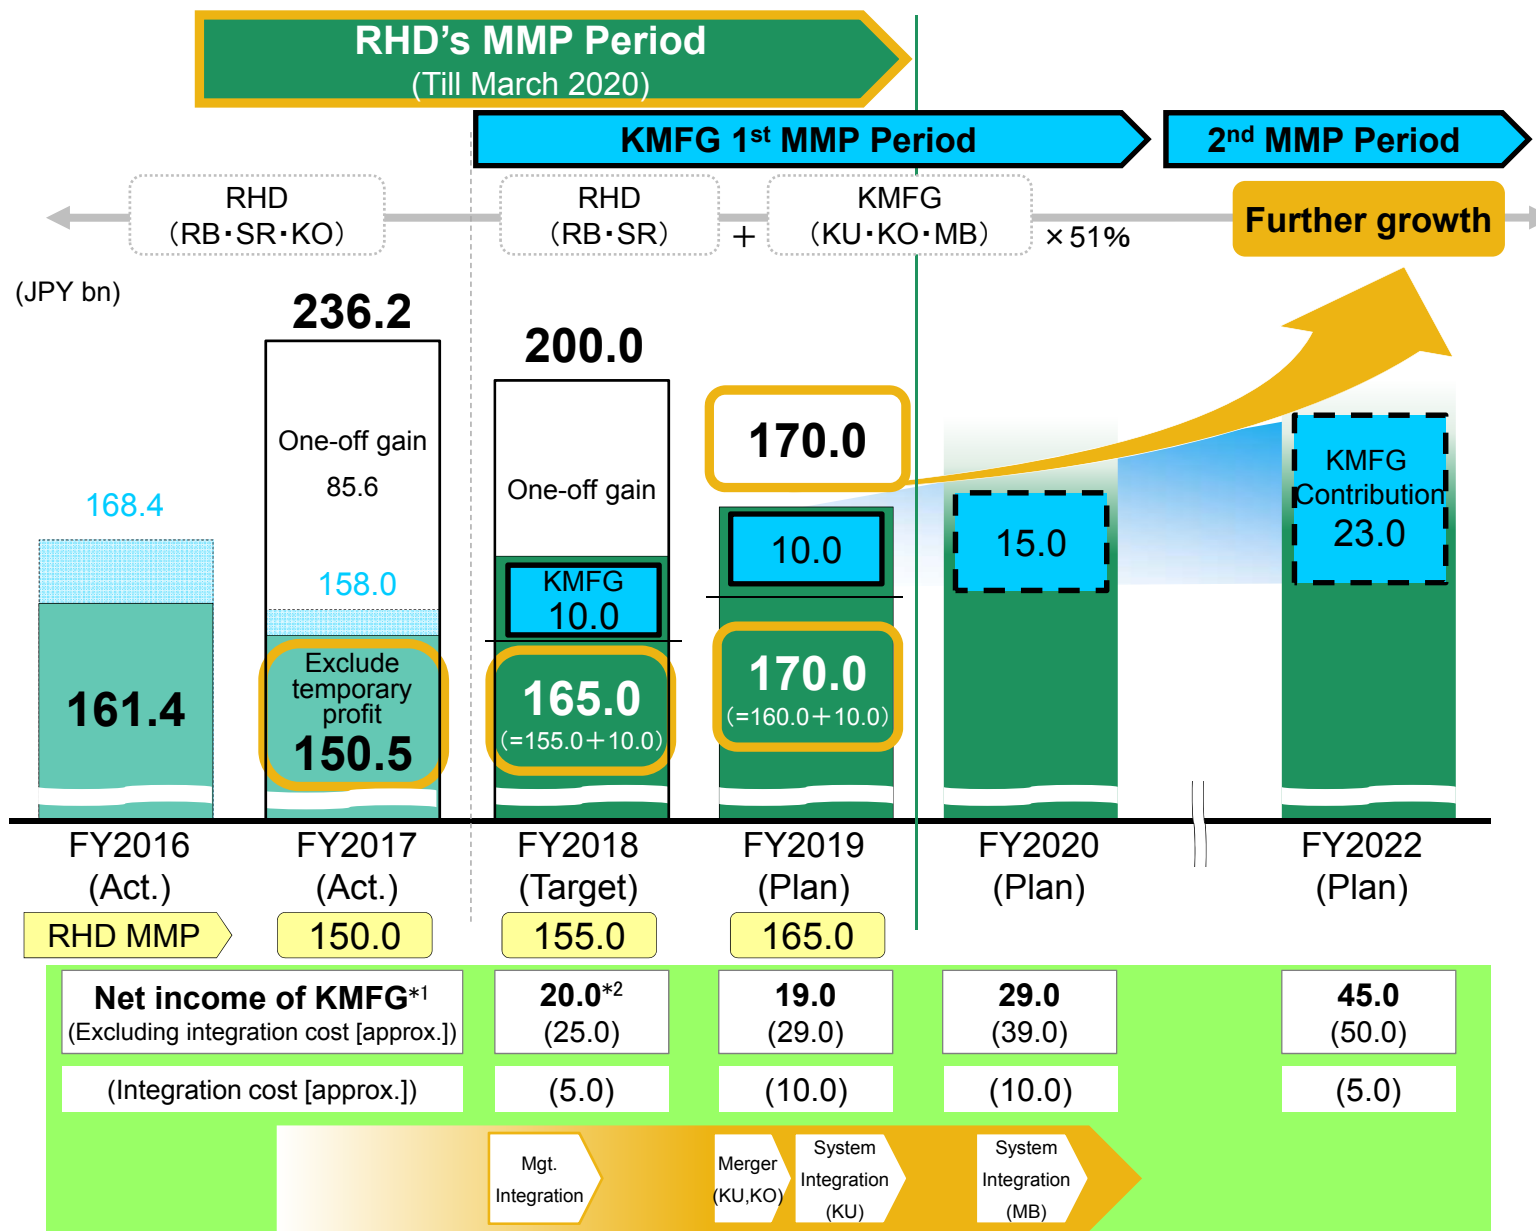 RHD's MMP Period
(Till March 2020)
KMFG 1st MMP Period
2nd MMP Period
RHD
(RB・SR・KO)
RHD
(RB・SR)
+
KMFG
(KU・KO・MB)
×51%
Further growth
(JPY bn)
236.2
200.0
170.0
One-off gain
85.6
One-off gain
168.4
158.0
KMFG
10.0
10.0
15.0
KMFG
Contribution
23.0
161.4
Exclude
temporary
profit
150.5
165.0
(=155.0+10.0)
170.0
(=160.0+10.0)
FY2016
(Act.)
FY2017
(Act.)
FY2018
(Target)
FY2019
(Plan)
FY2020
(Plan)
FY2022
(Plan)
RHD MMP
150.0
155.0
165.0
Net income of KMFG*1
(Excluding integration cost [approx.])
20.0*2
(25.0)
19.0
(29.0)
29.0
(39.0)
45.0
(50.0)
(Integration cost [approx.])
(5.0)
(10.0)
(10.0)
(5.0)
Mgt.
Integration
Merger
(KU,KO)
System
Integration
(KU)
System
Integration
(MB)